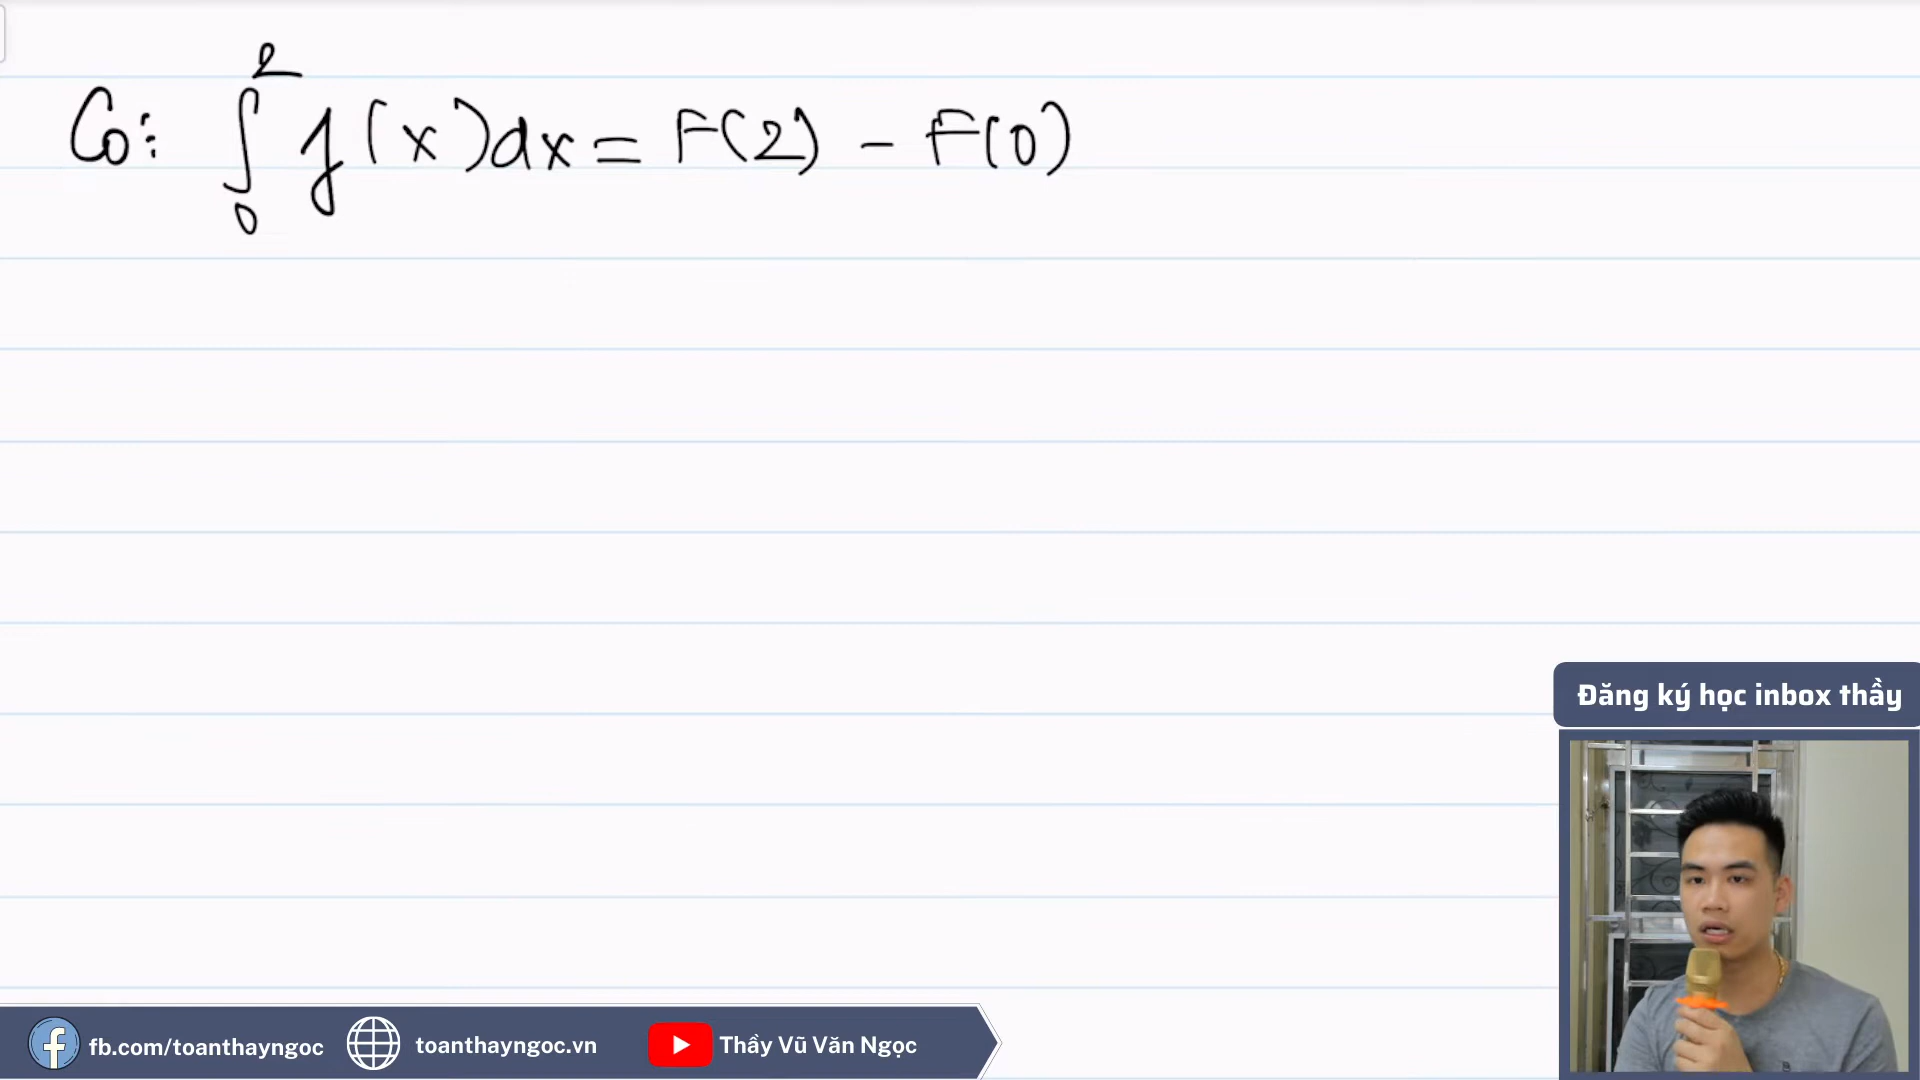 Có: ∫₀² f(x)dx = F(2) - F(0)
Đăng ký học inbox thầy
fb.com/toanthayngoc
toanthayngoc.vn
Thầy Vũ Văn Ngọc